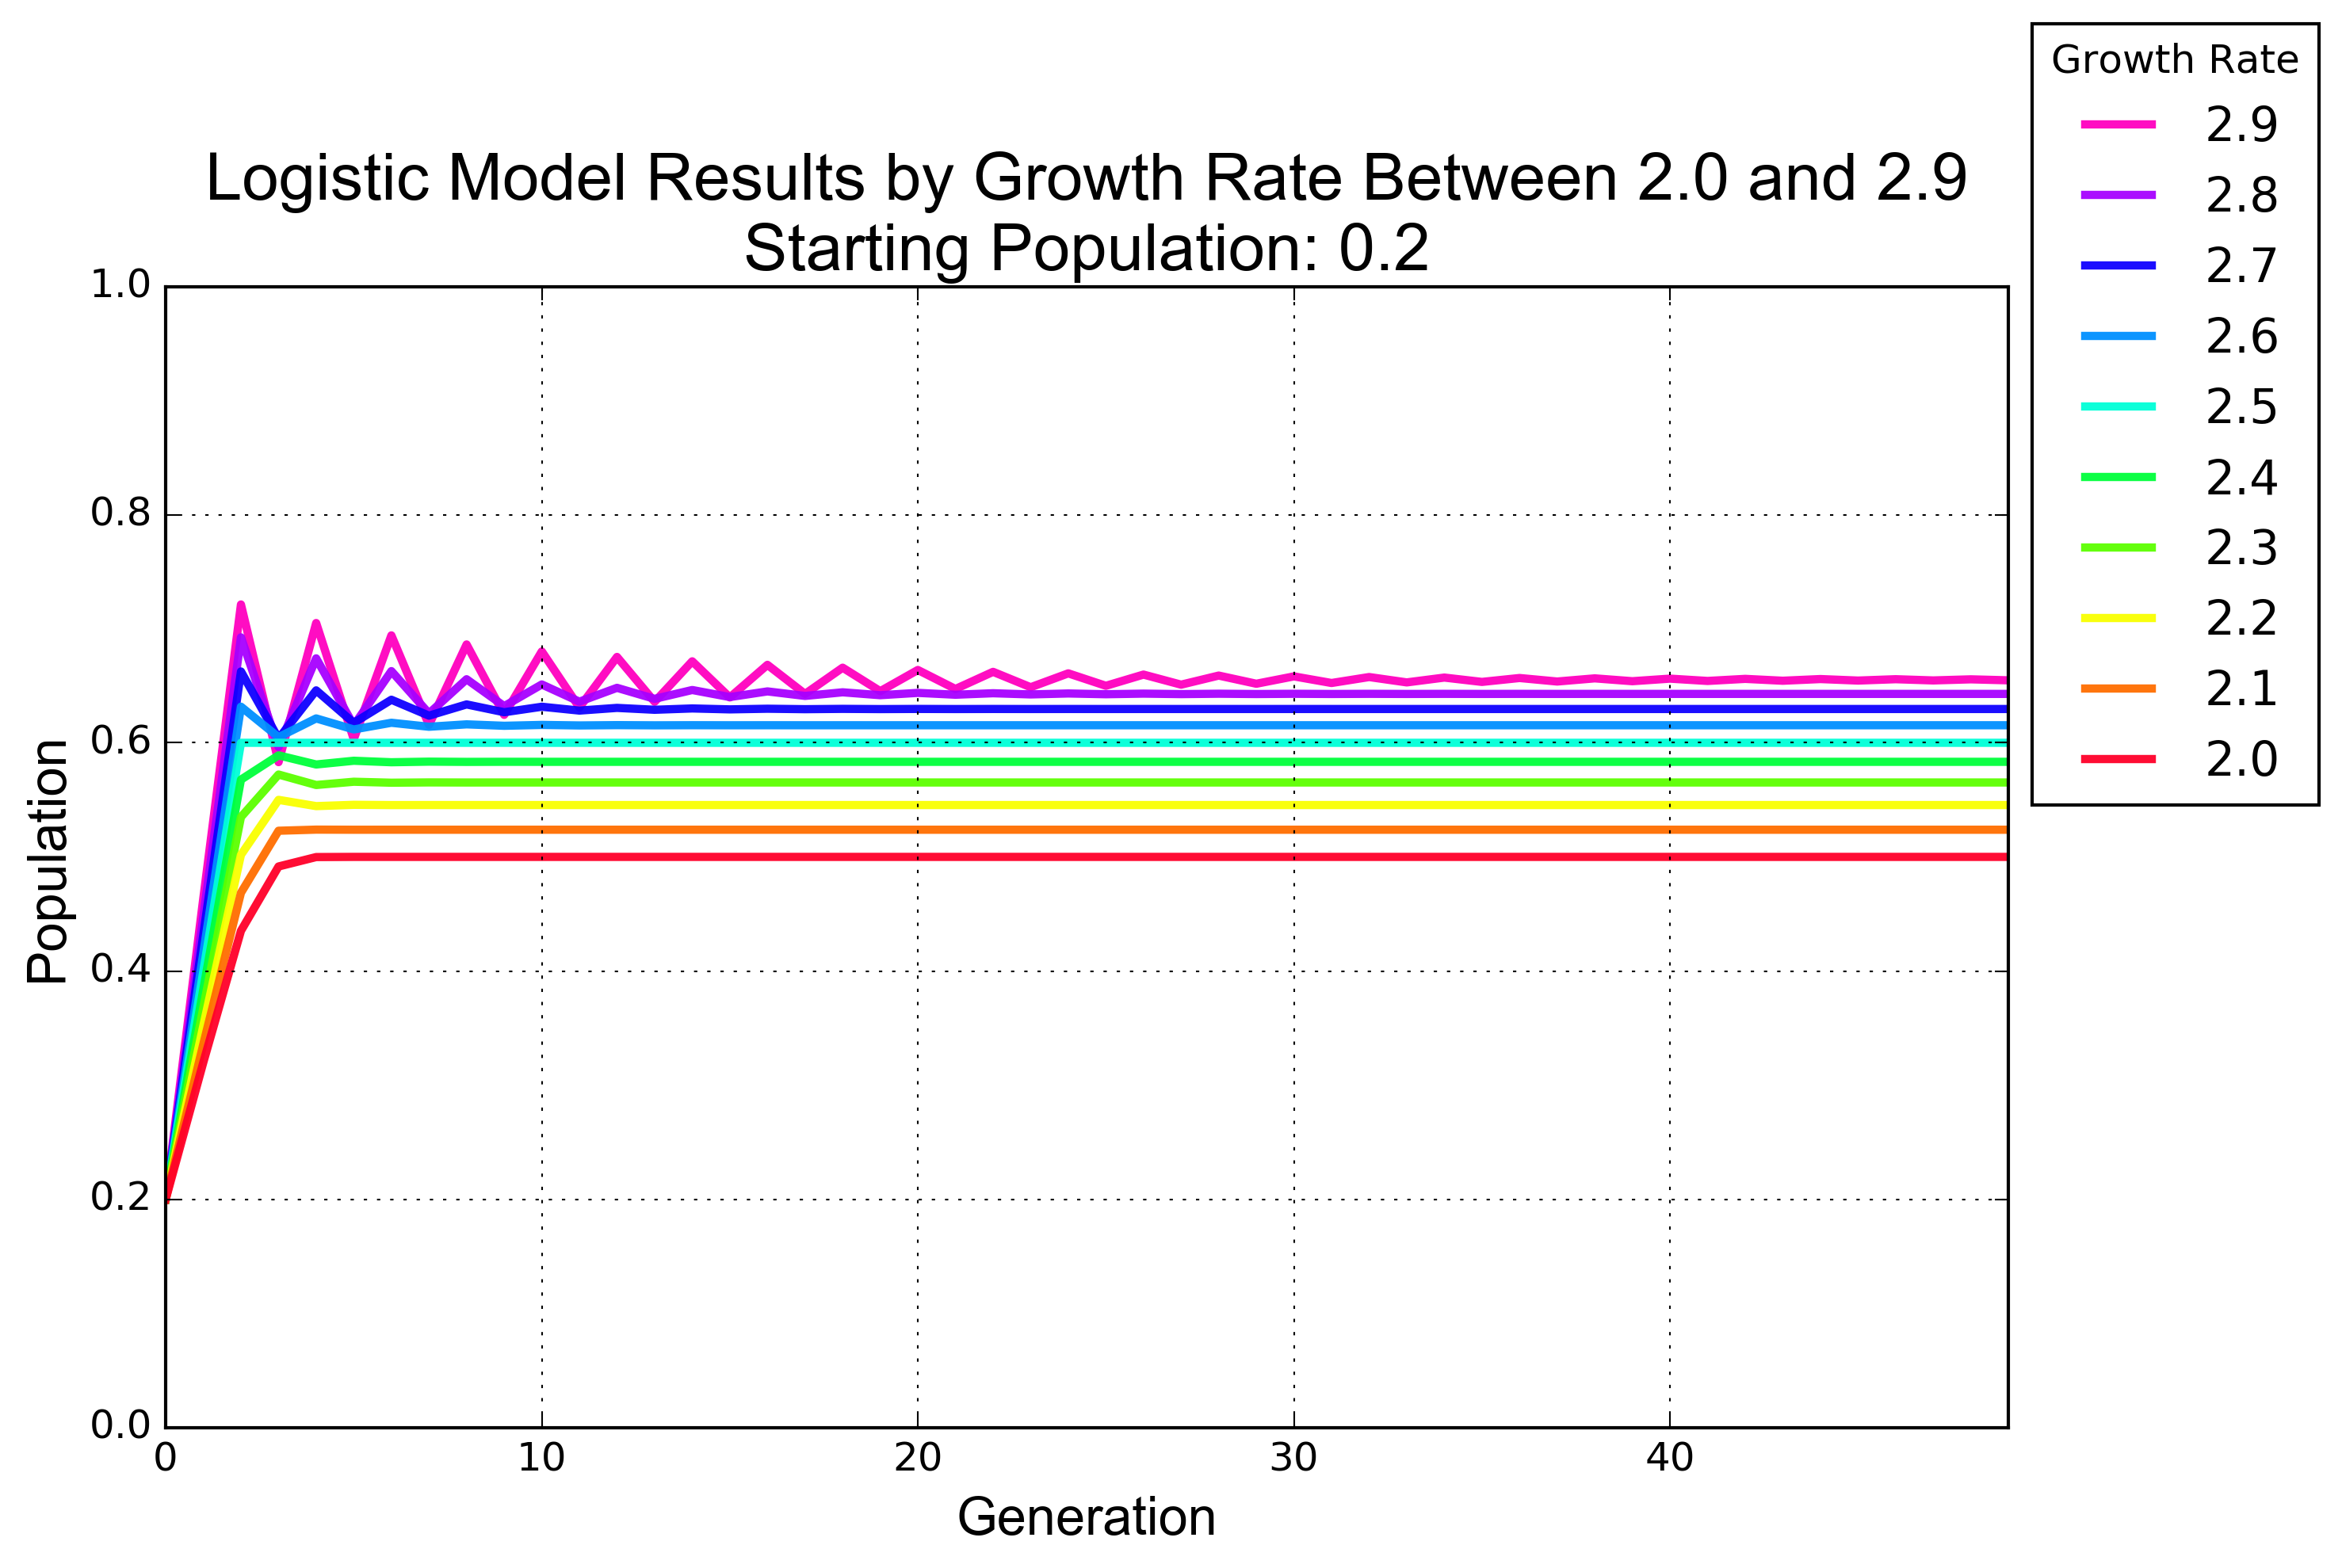 Logistic Model Results by Growth Rate Between 2.0 and 2.9
Starting Population: 0.2
Growth Rate
2.9
2.8
2.7
2.6
2.5
2.4
2.3
2.2
2.1
2.0
Population
1.0
0.8
0.6
0.4
0.2
0.0
0 10 20 30 40
Generation